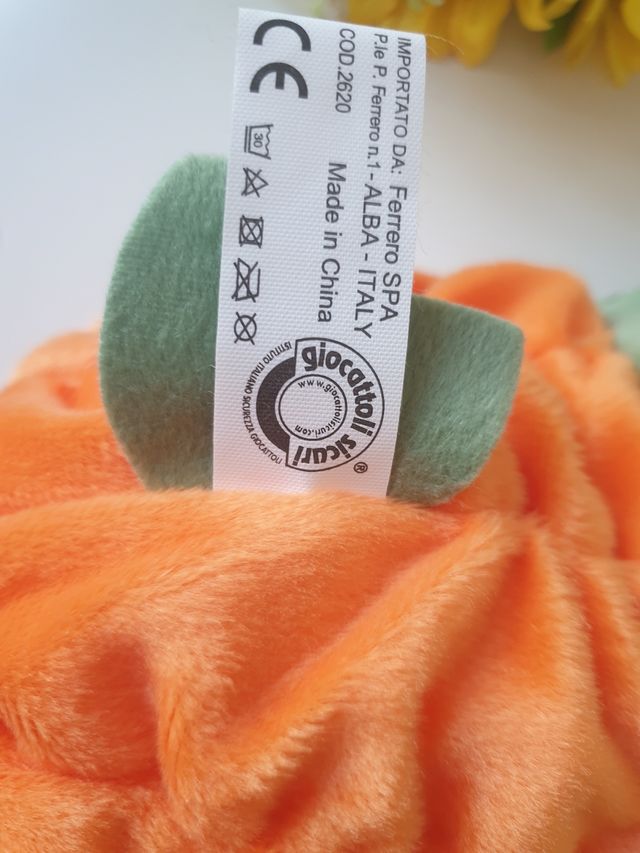 IMPORTATO DA: Ferrero SPA
P.le P. Ferrero n.1 - ALBA - ITALY
COD.2620 Made in China
CE
30
giocattoli sicuri ®
www.giocattolisicuri.com
ISTITUTO ITALIANO SICUREZZA GIOCATTOLI